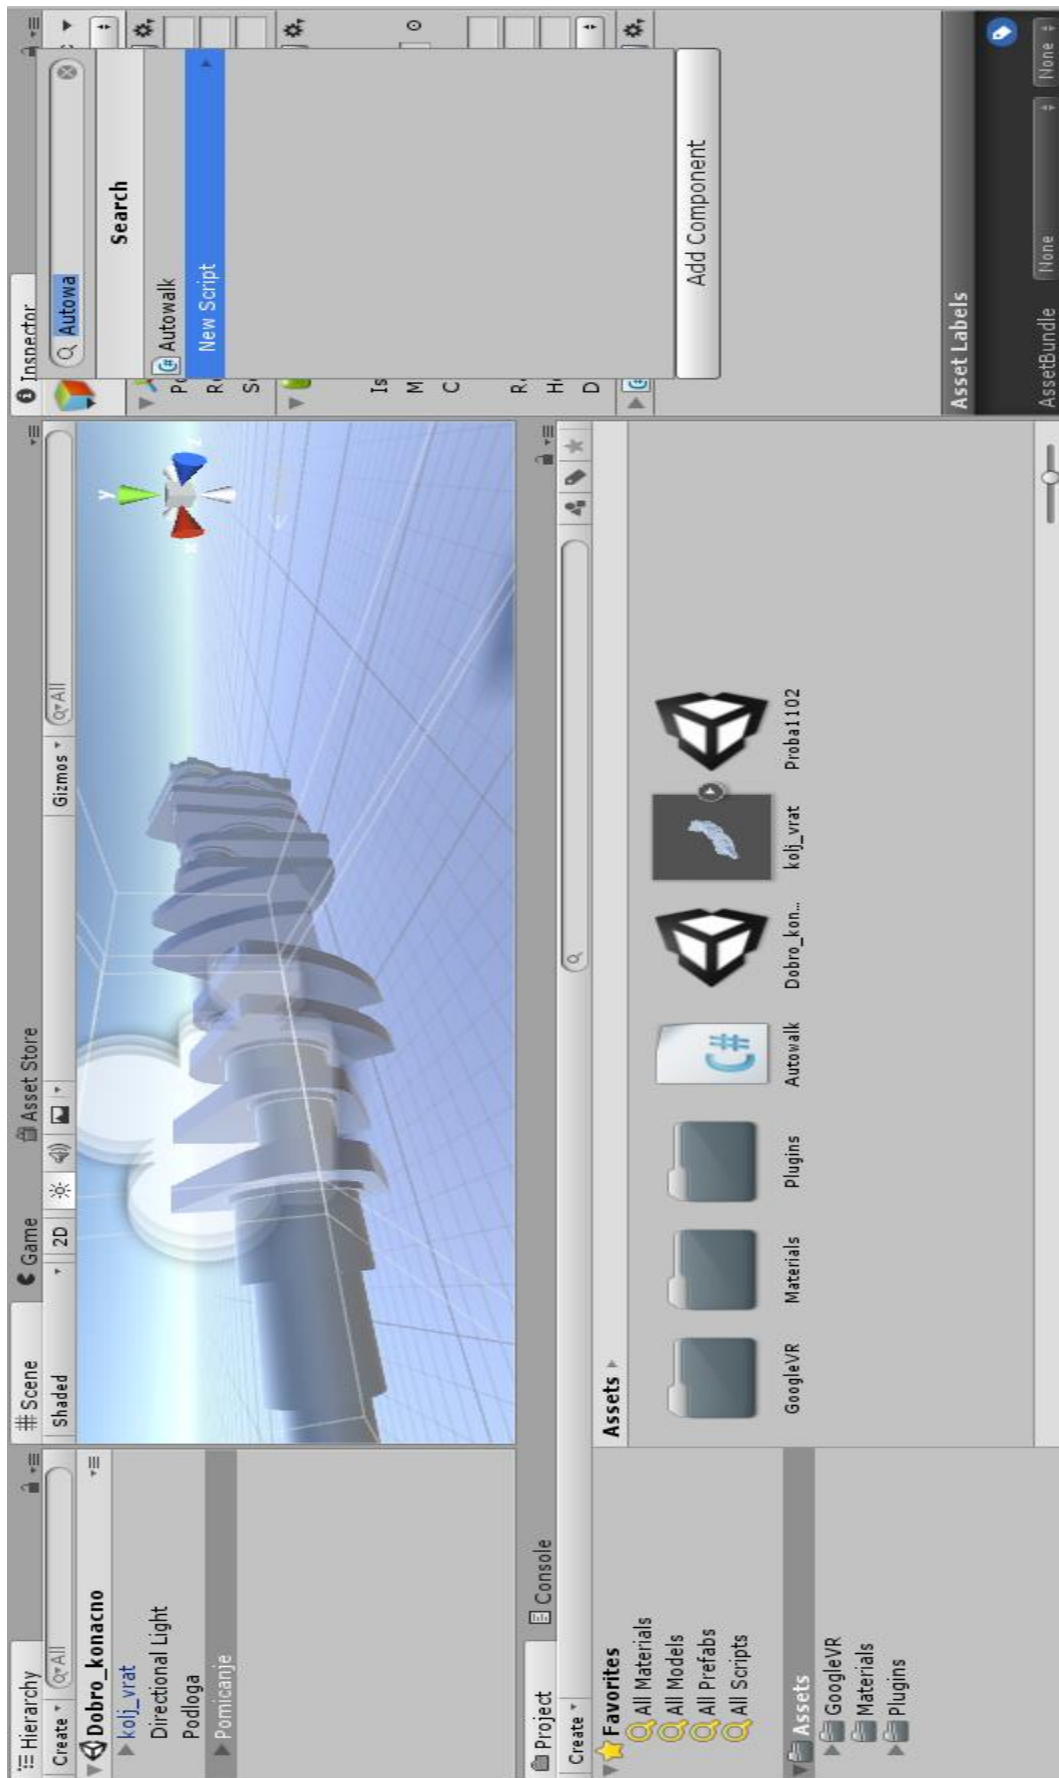 Hierarchy
Create
All
Dobro_konacno
kolj_vrat
Directional Light
Podloga
Pomicanje
Scene
Game
Asset Store
Shaded
2D
Gizmos
All
y
x
z
Inspector
Autowa
Search
Autowalk
New Script
Add Component
Asset Labels
AssetBundle
None
None
Project
Console
Create
Favorites
All Materials
All Models
All Prefabs
All Scripts
Assets
GoogleVR
Materials
Plugins
Assets
GoogleVR
Materials
Plugins
C#
Autowalk
Dobro_kon...
kolj_vrat
Proba1102